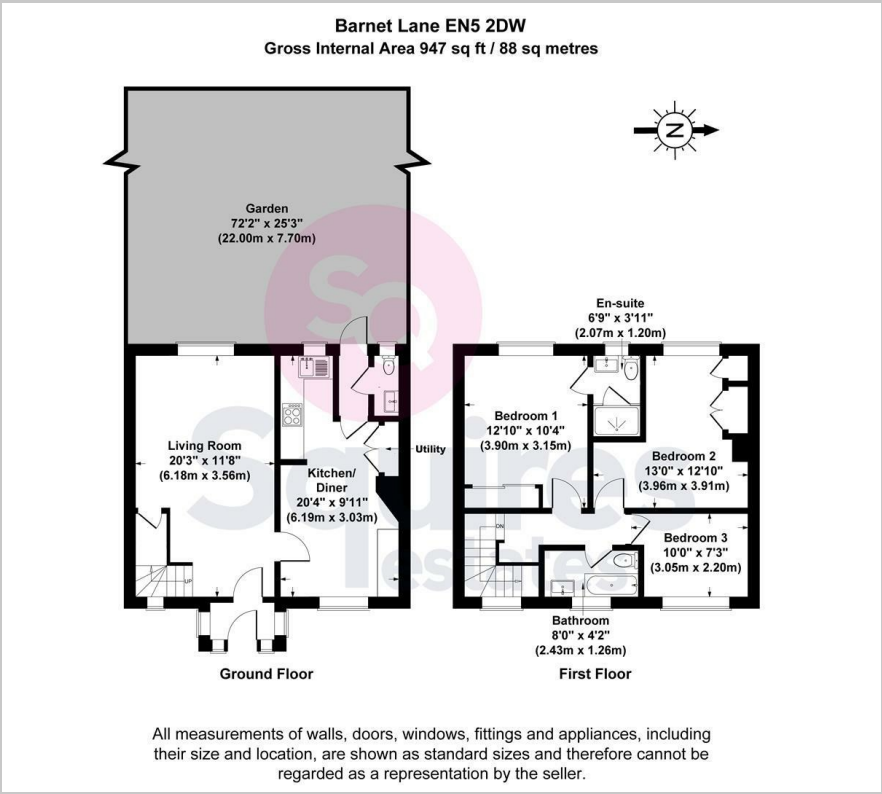 Barnet Lane EN5 2DW
Gross Internal Area 947 sq ft / 88 sq metres
N
Garden
72'2" x 25'3"
(22.00m x 7.70m)
SQ
Squires
estates
Living Room
20'3" x 11'8"
(6.18m x 3.56m)
Kitchen/
Diner
20'4" x 9'11"
(6.19m x 3.03m)
Utility
UP
Ground Floor
En-suite
6'9" x 3'11"
(2.07m x 1.20m)
Bedroom 1
12'10" x 10'4"
(3.90m x 3.15m)
Bedroom 2
13'0" x 12'10"
(3.96m x 3.91m)
DN
UP
Bedroom 3
10'0" x 7'3"
(3.05m x 2.20m)
Bathroom
8'0" x 4'2"
(2.43m x 1.26m)
First Floor
All measurements of walls, doors, windows, fittings and appliances, including
their size and location, are shown as standard sizes and therefore cannot be
regarded as a representation by the seller.